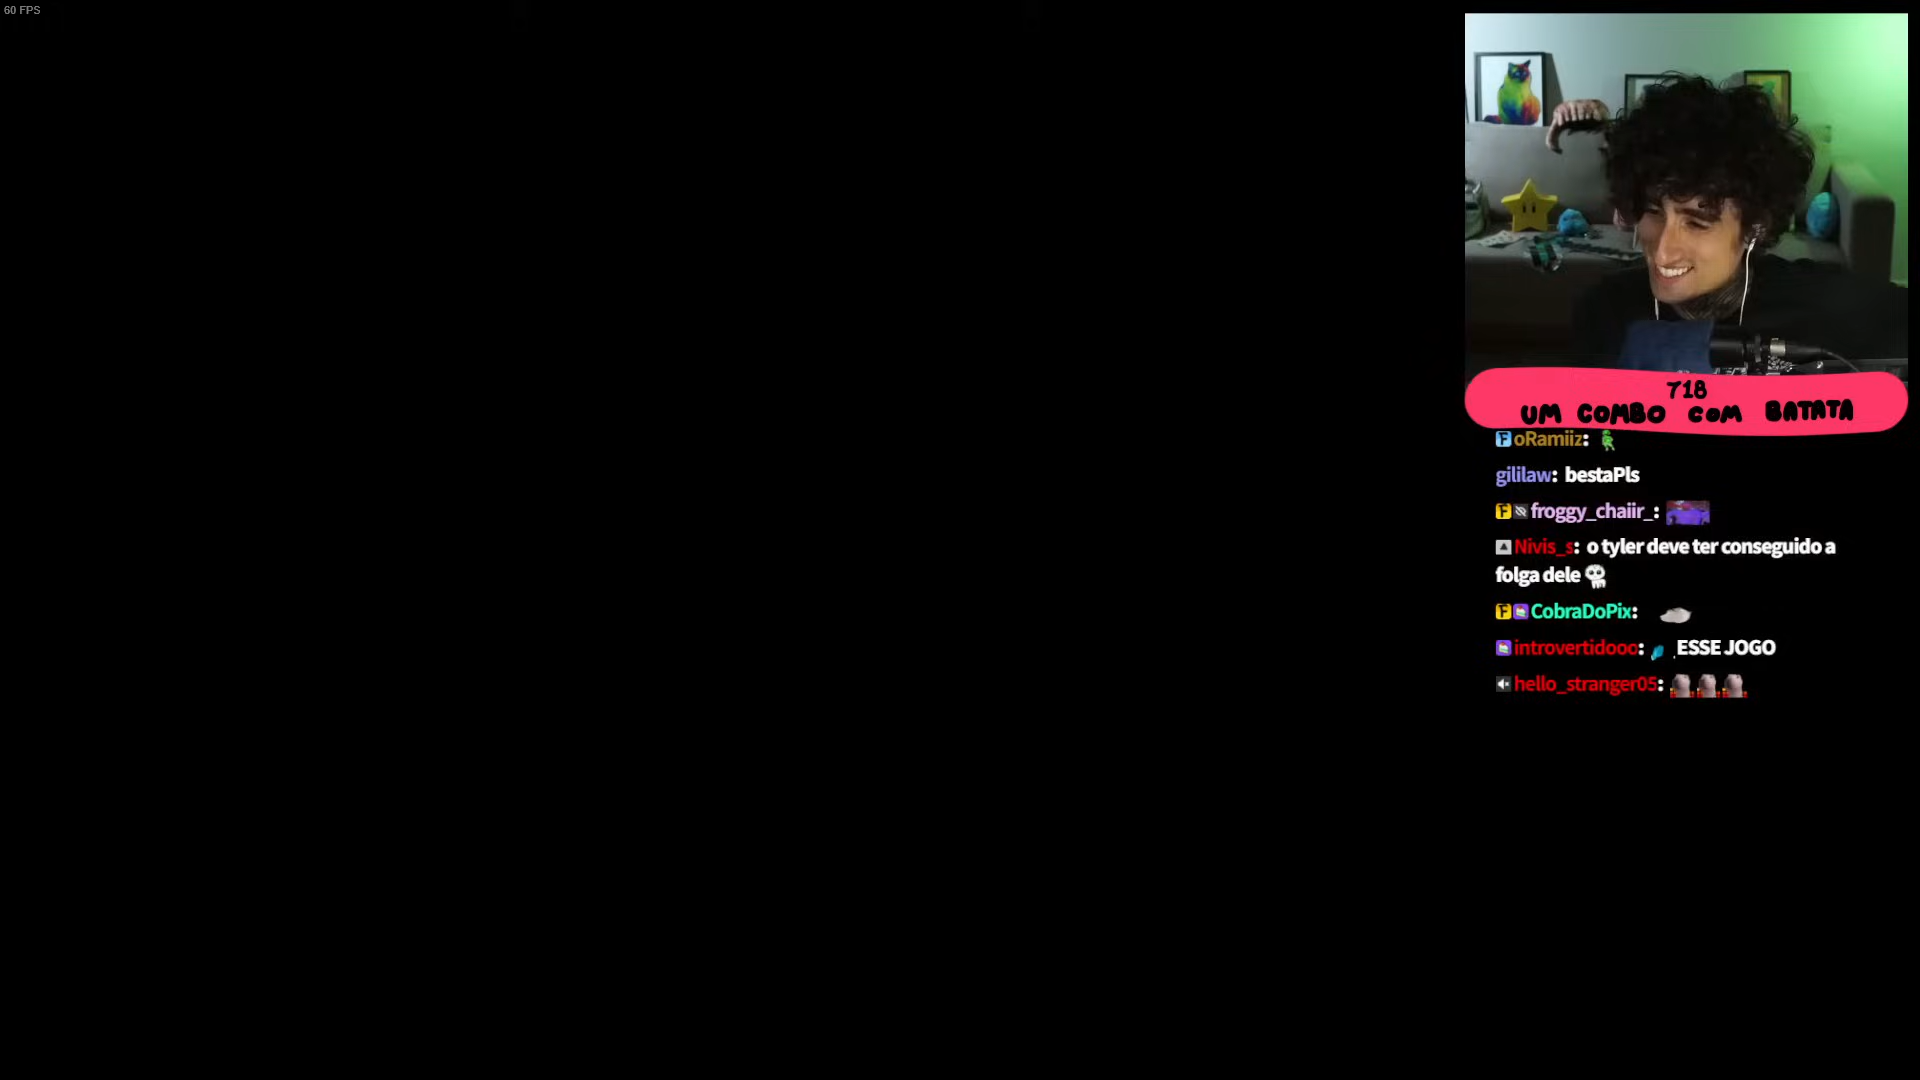 60 FPS
718
UM COMBO COM BATATA
F oRamiiz:
gililaw: bestaPls
F froggy_chaiir_:
Nivis_s: o tyler deve ter conseguido a
folga dele
F CobraDoPix:
introvertidooo: ESSE JOGO
hello_stranger05: